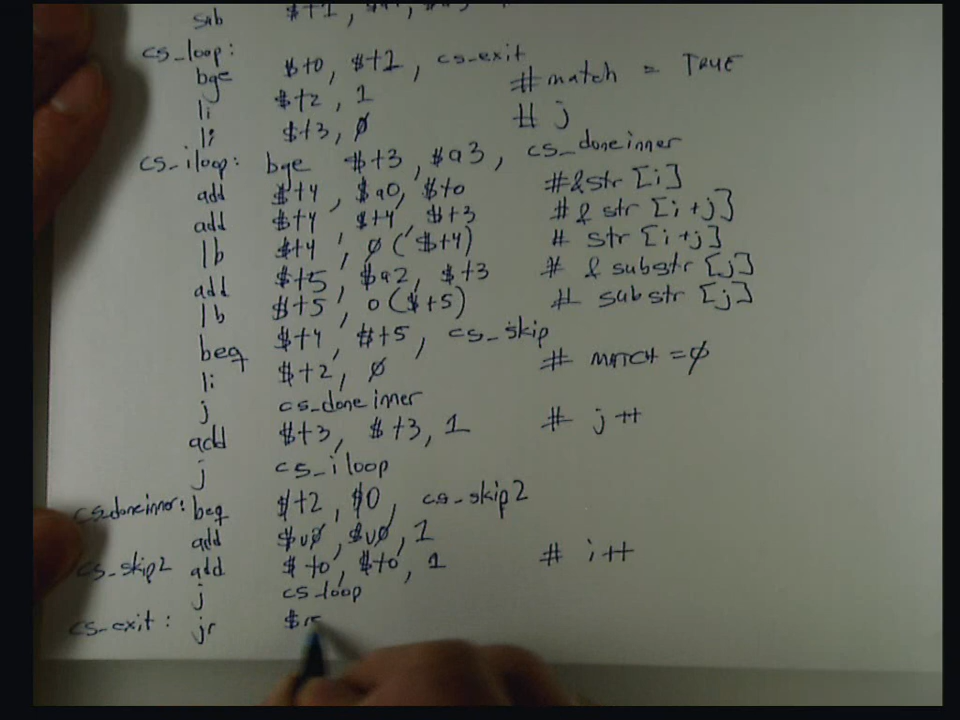 sub $t1,
cs_loop:
bge $t0, $t1, cs_exit
li $t2, 1 # match = TRUE
li $t3, 0 # j
cs_iloop: bge $t3, $a3, cs_doneinner
add $t4, $a0, $t0 #&str [i]
add $t4, $t4, $t3 # & str [i+j]
lb $t4, 0($t4) # str [i+j]
add $t5, $a2, $t3 # & substr [j]
lb $t5, 0($t5) # substr [j]
beq $t4, $t5, cs_skip
li $t2, 0 # MATCH = 0
j cs_doneinner
add $t3, $t3, 1 # j++
j cs_iloop
cs_doneinner: beq $t2, $0, cs_skip2
add $v0, $v0, 1
cs_skip2 add $t0, $t0, 1 # i++
j cs_loop
cs_exit: jr $r